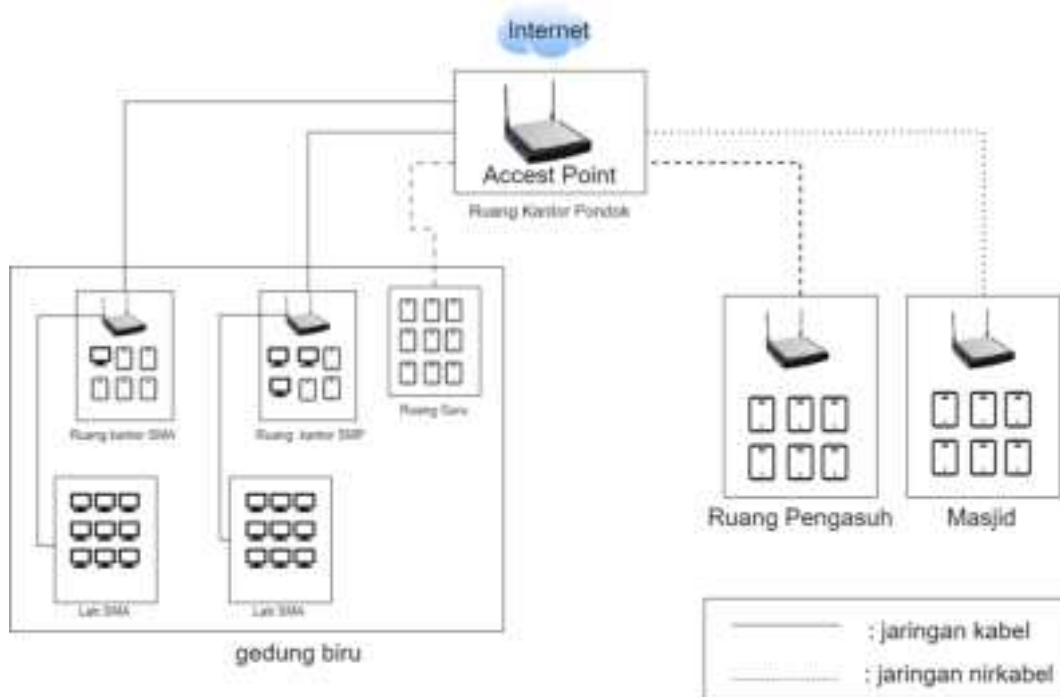 Internet
Accest Point
Ruang Kantor Pondok
Ruang kantor SMA
Ruang kantor SMP
Ruang Guru
Lab SMA
Lab SMA
gedung biru
Ruang Pengasuh
Masjid
: jaringan kabel
: jaringan nirkabel